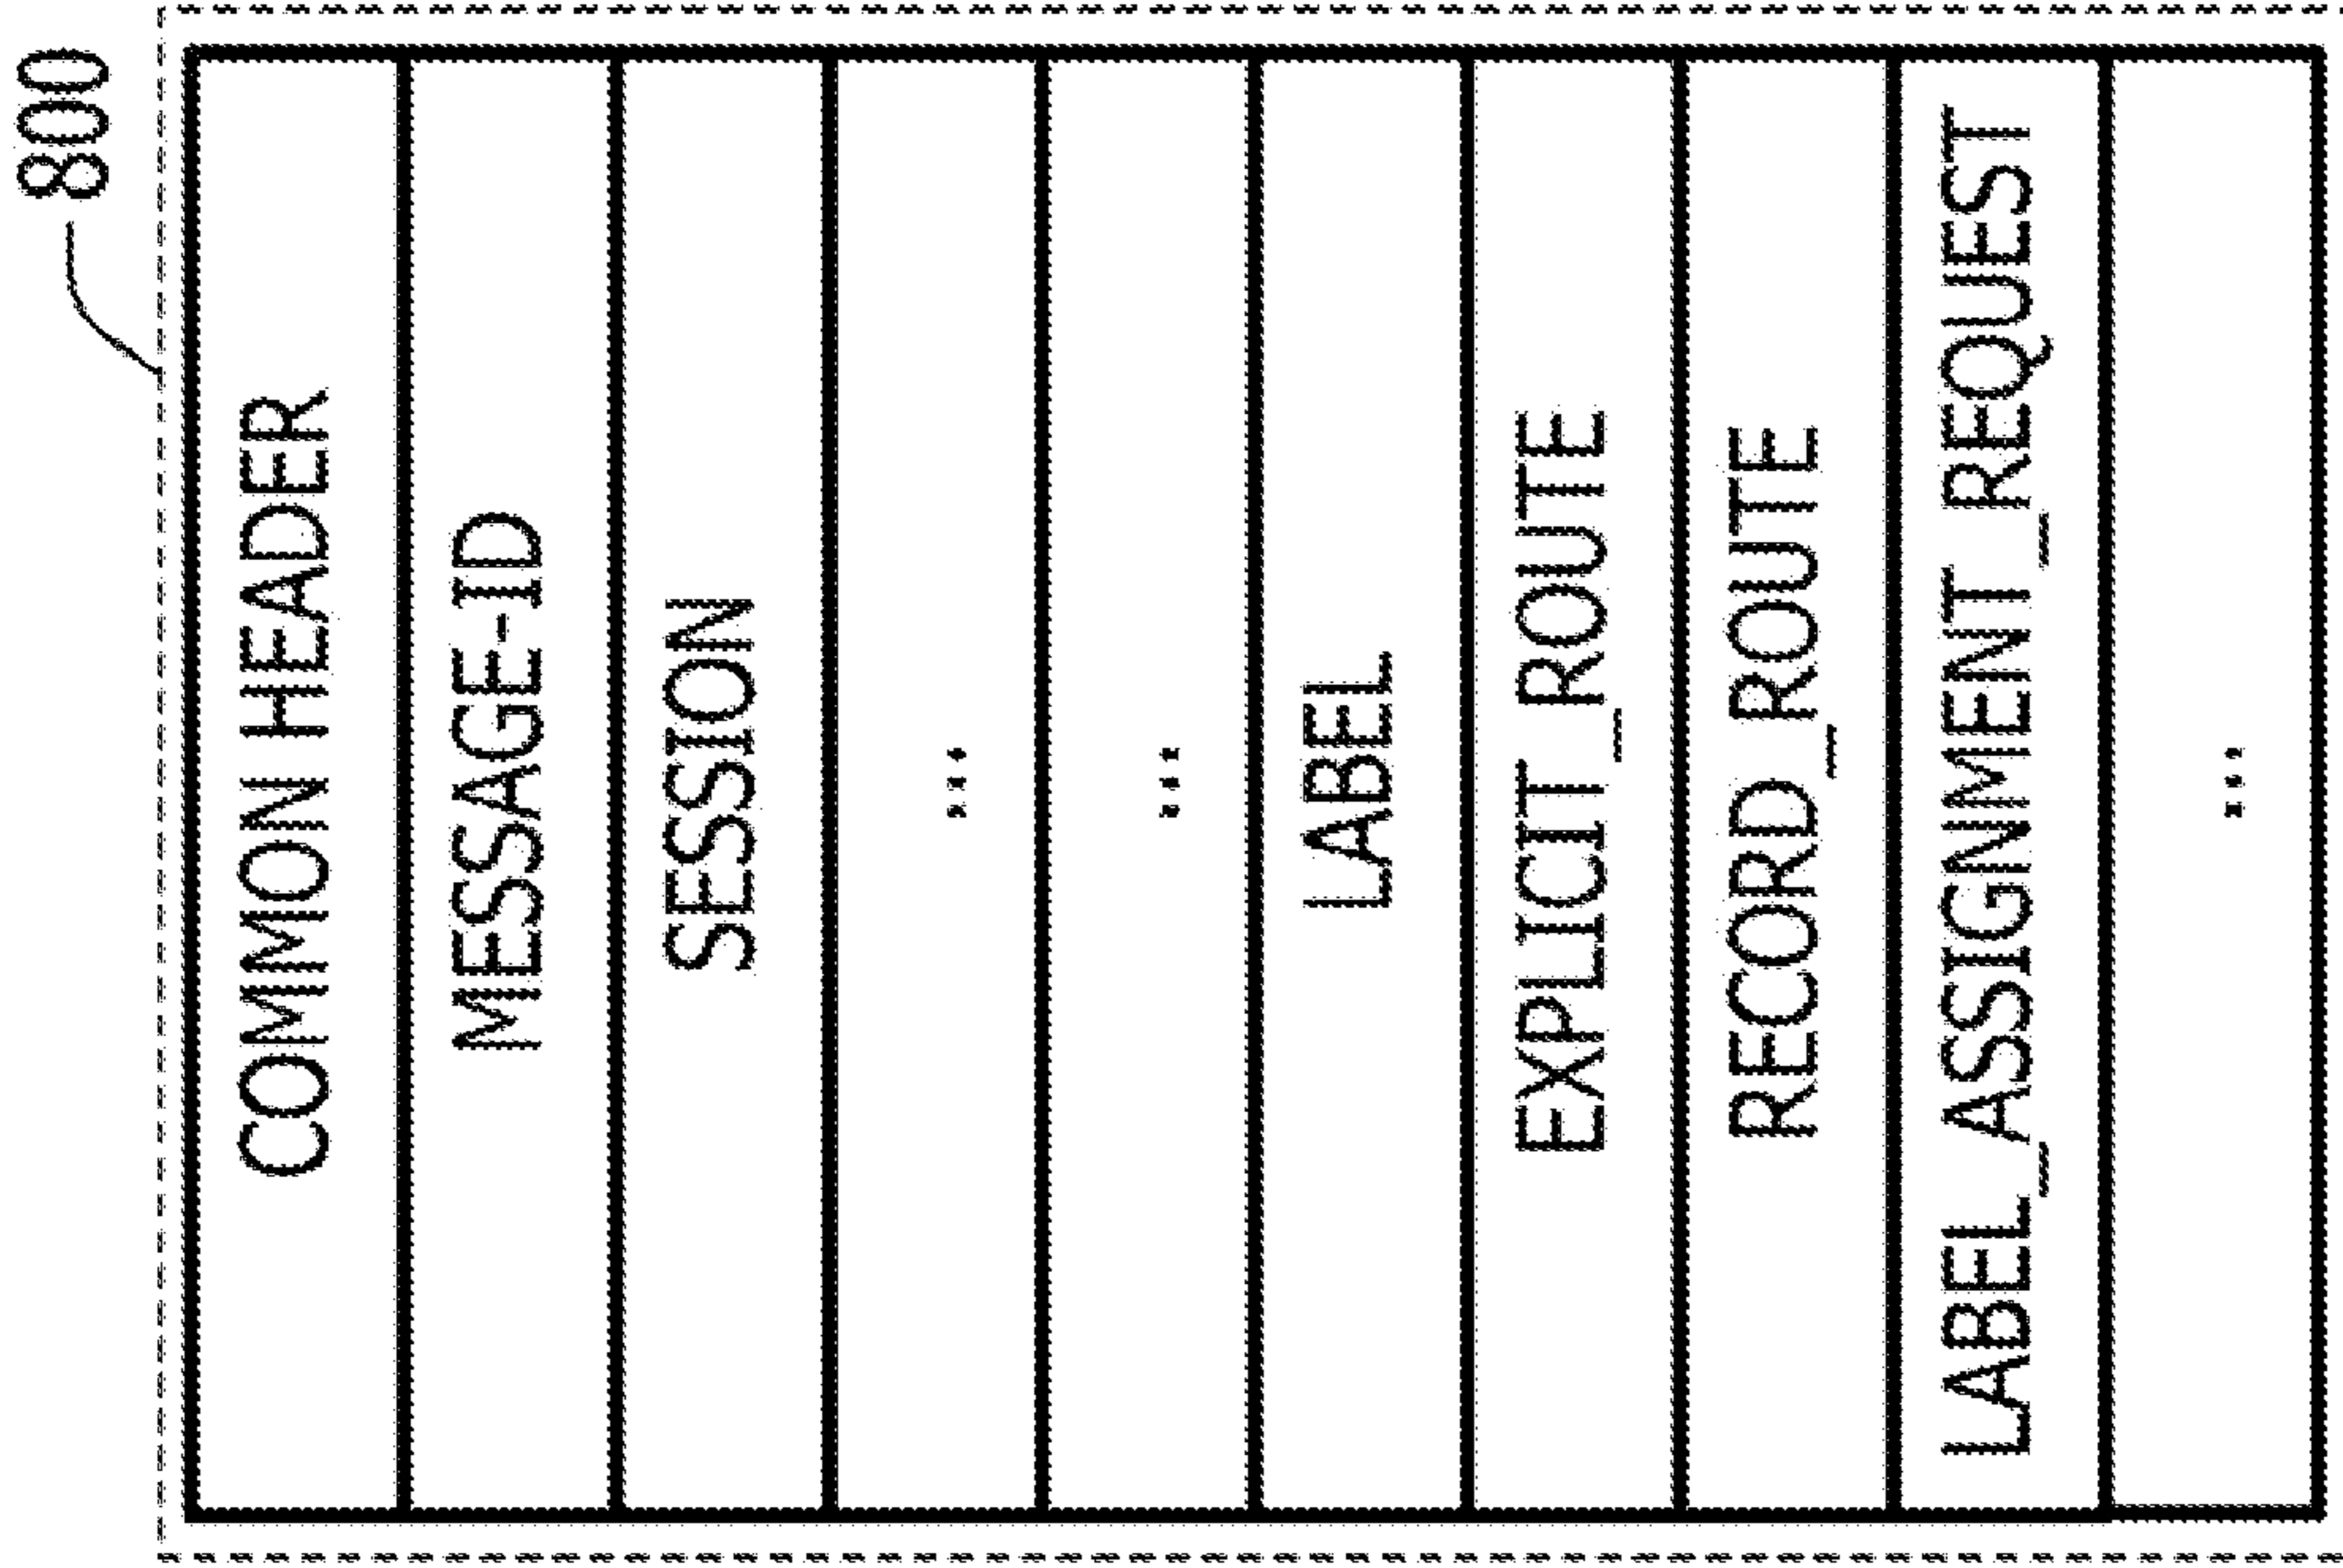 800
COMMON HEADER
MESSAGE-ID
SESSION
...
...
LABEL
EXPLICIT_ROUTE
RECORD_ROUTE
LABEL_ASSIGNMENT_REQUEST
...